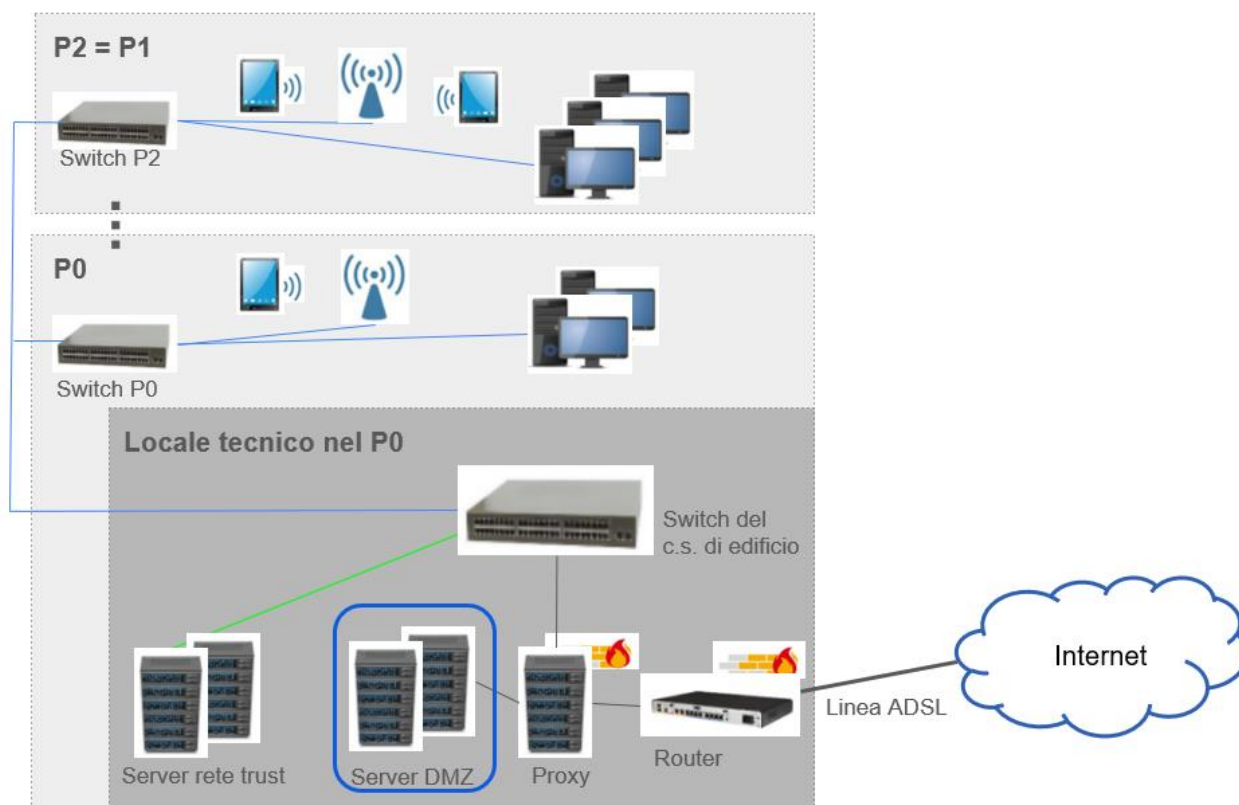 P2 = P1
Switch P2
P0
Switch P0
Locale tecnico nel P0
Switch del
c.s. di edificio
Internet
Linea ADSL
Server rete trust
Server DMZ
Proxy
Router